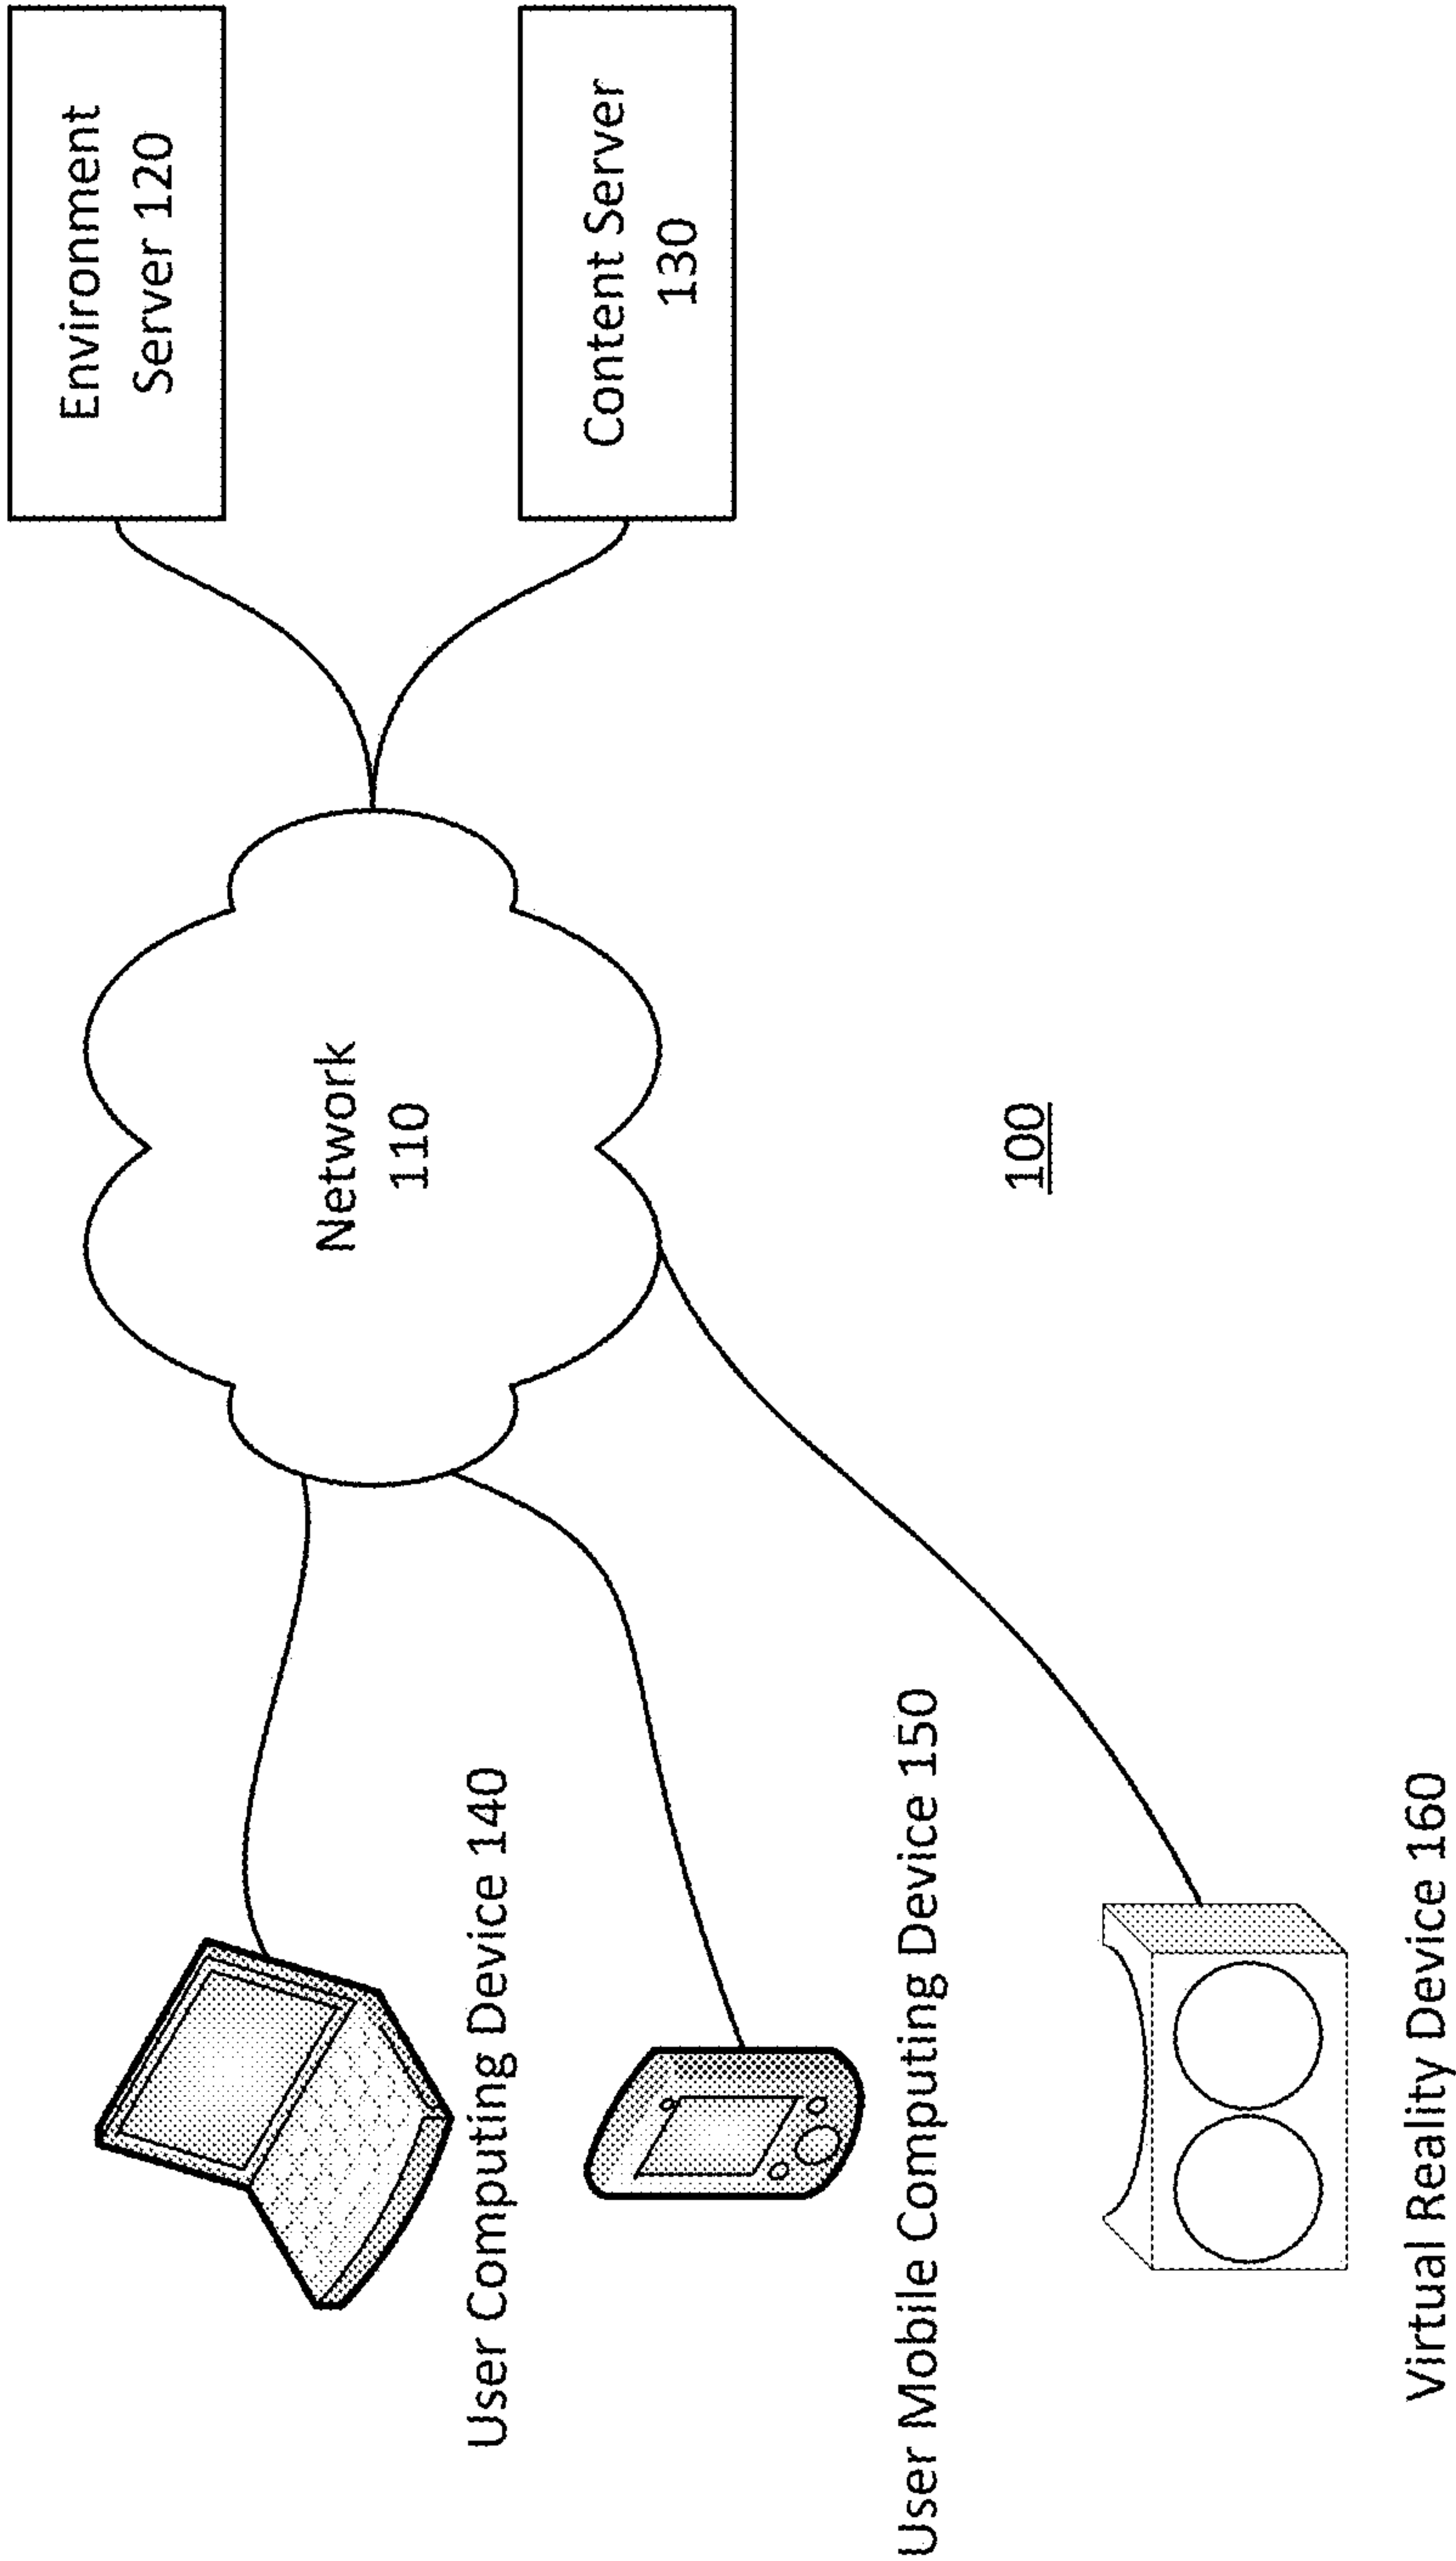 Environment
Server 120
Content Server
130
Network
110
100
User Computing Device 140
User Mobile Computing Device 150
Virtual Reality Device 160